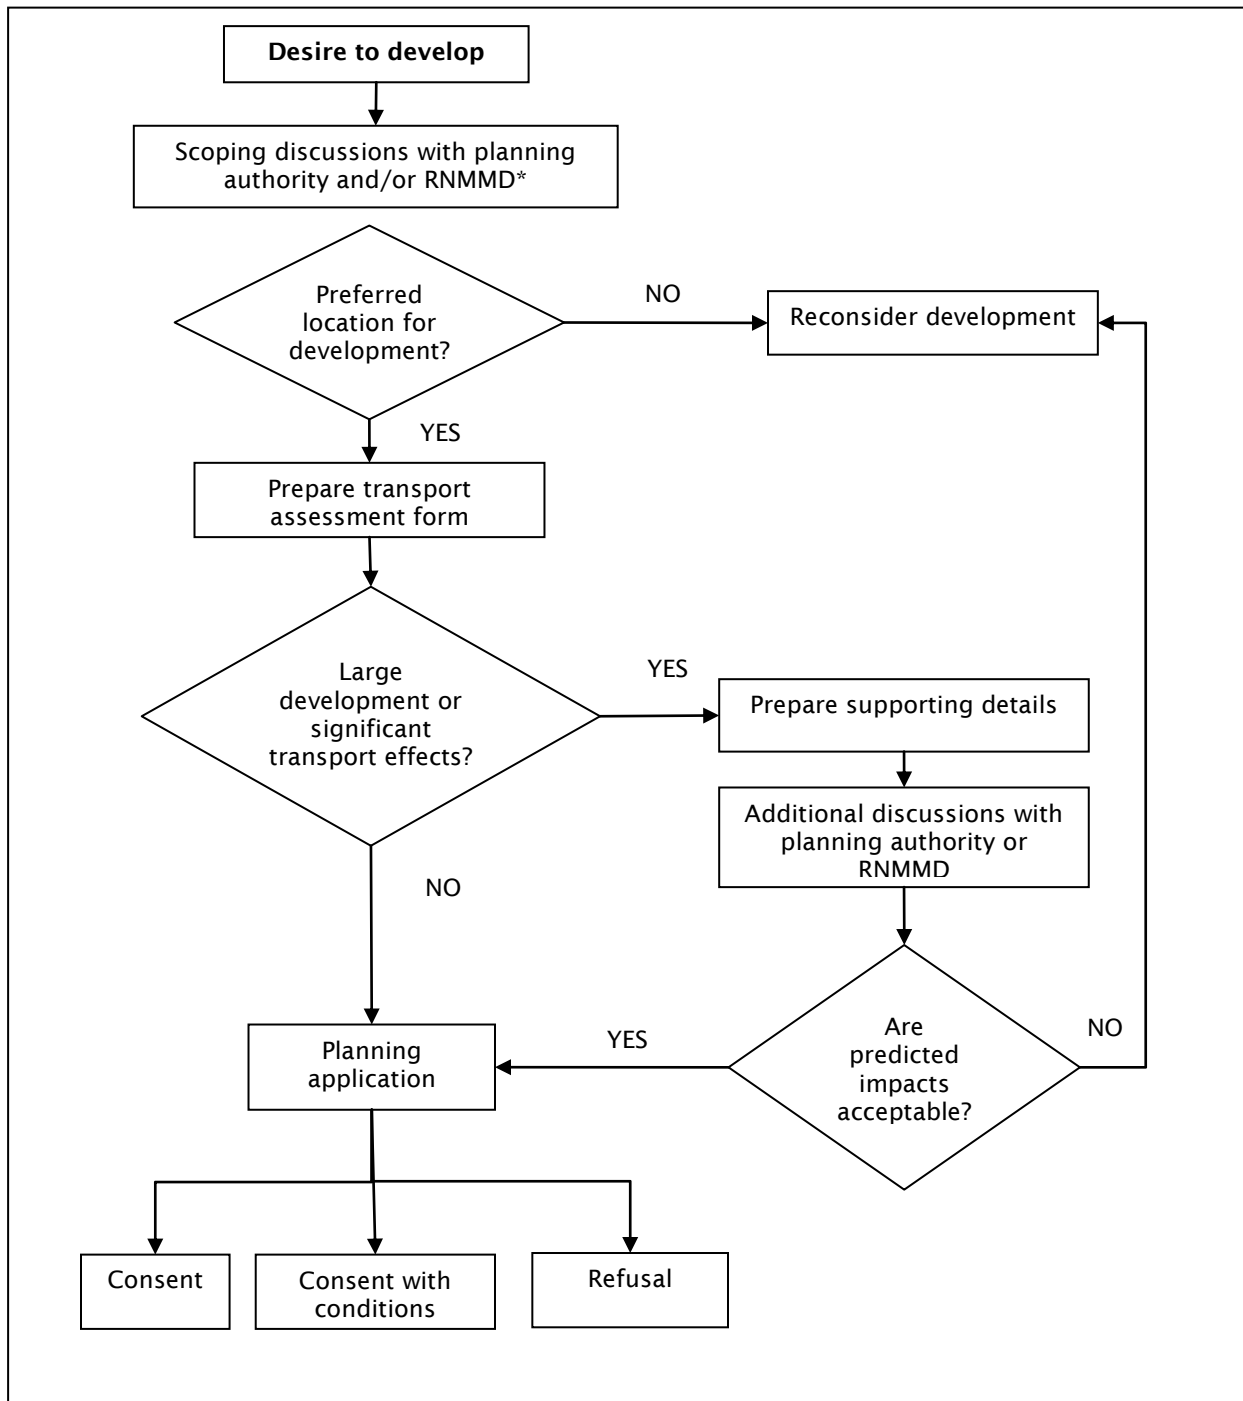 Desire to develop
Scoping discussions with planning
authority and/or RNMMD*
Preferred
location for
development?
NO
Reconsider development
YES
Prepare transport
assessment form
Large
development or
significant
transport effects?
YES
Prepare supporting details
Additional discussions with
planning authority or
RNMMD
NO
Planning
application
YES
Are
predicted
impacts
acceptable?
NO
Consent
Consent with
conditions
Refusal